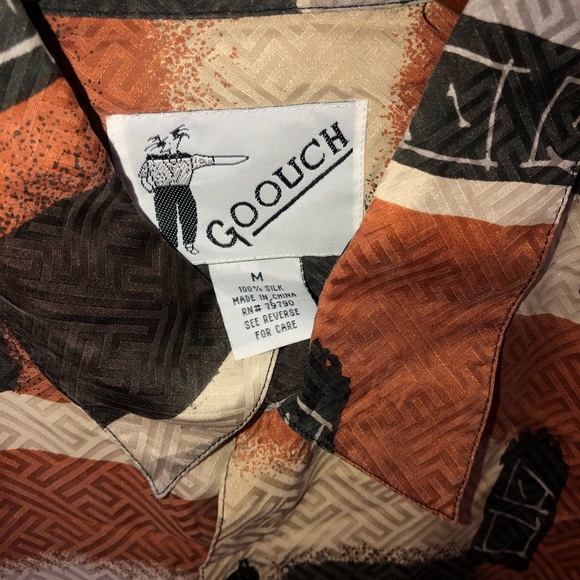 GOOUCH
M
100% SILK
MADE IN CHINA
RN# 79790
SEE REVERSE
FOR CARE